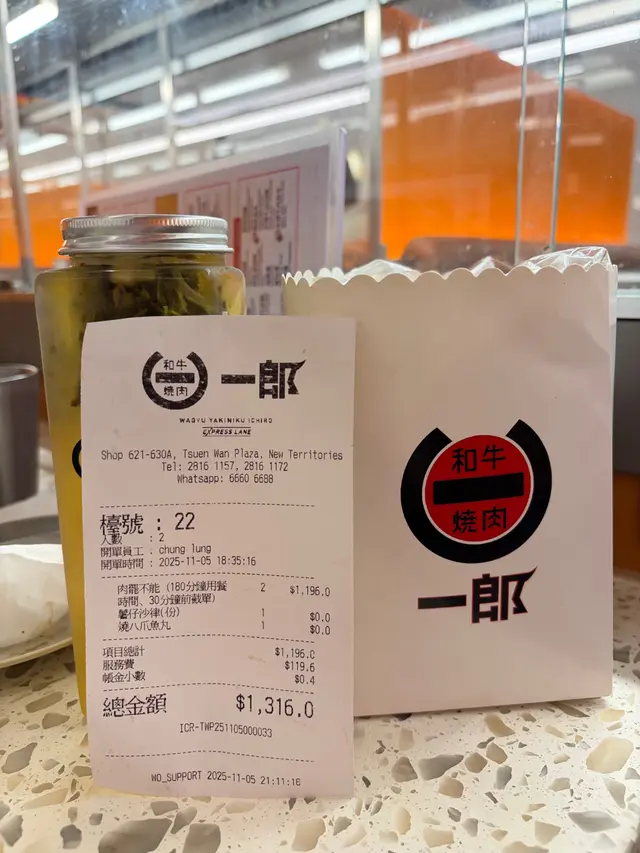 和牛
燒肉
一郎
WAGYU YAKINIKU ICHIRO
EXPRESS LANE
Shop 621-630A, Tsuen Wan Plaza, New Territories
Tel: 2816 1157, 2816 1172
Whatsapp: 6660 6688
檯號 : 22
人數 : 2
開單員工 : chung lung
開單時間 : 2025-11-05 18:35:16
肉罷不能 (180分鐘用餐 2 $1,196.0
時間、30分鐘前截單)
薯仔沙律(份) 1 $0.0
燒八爪魚丸 1 $0.0
項目總計 $1,196.0
服務費 $119.6
帳金小數 $0.4
總金額 $1,316.0
ICR-TWP251105000033
WD_SUPPORT 2025-11-05 21:11:18
和牛
燒肉
一郎